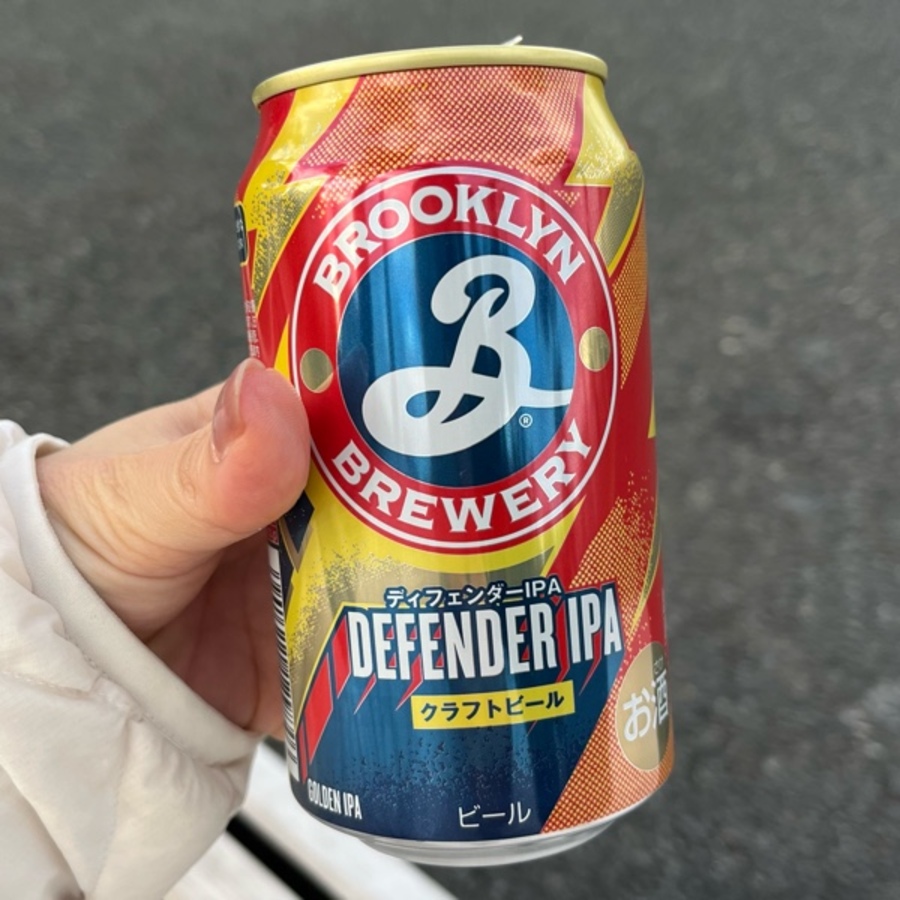 BROOKLYN
®
BREWERY
ディフェンダーIPA
DEFENDER IPA
クラフトビール
お酒
GOLDEN IPA
ビール